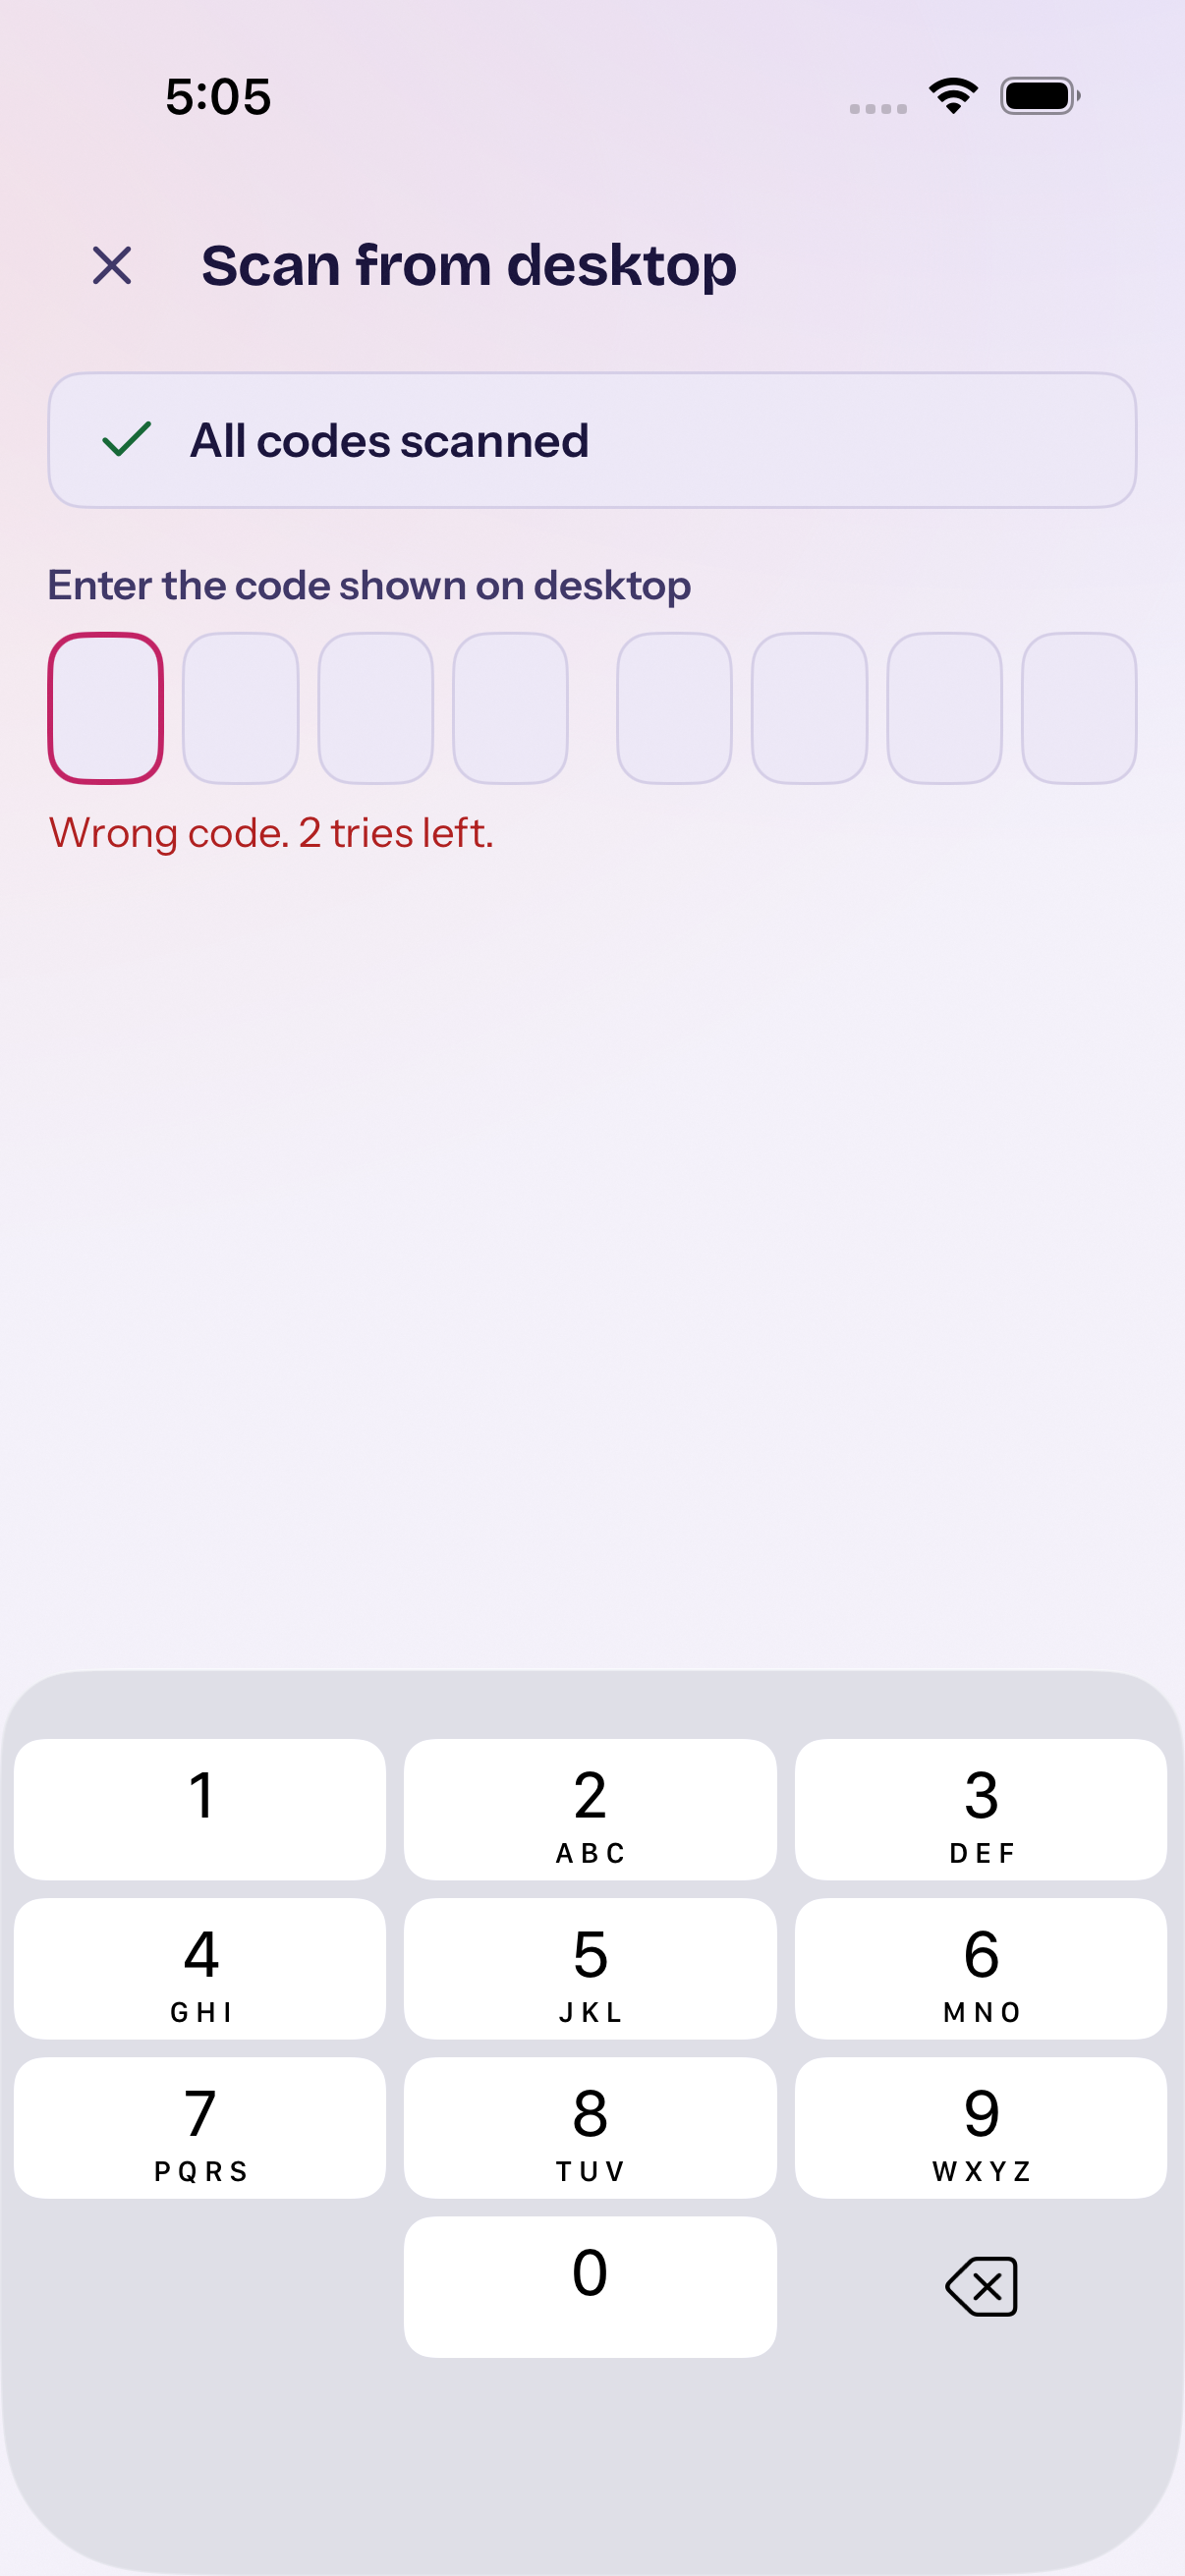 5:05
Scan from desktop
All codes scanned
Enter the code shown on desktop
Wrong code. 2 tries left.
1
2
ABC
3
DEF
4
GHI
5
JKL
6
MNO
7
PQRS
8
TUV
9
WXYZ
0